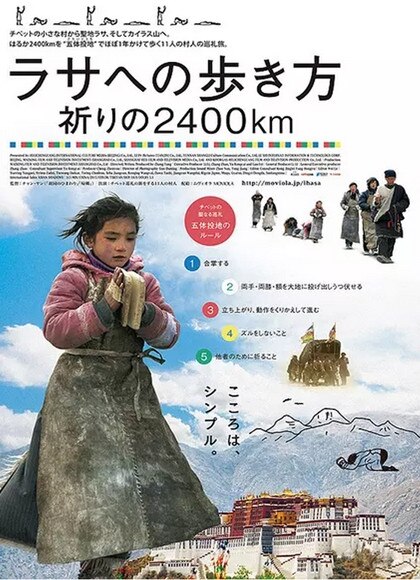 チベットの小さな村から聖地ラサ、そしてカイラス山へ。
はるか2400kmを“五体投地”でほぼ1年かけて歩く11人の村人の巡礼旅。
ラサへの歩き方
祈りの2400km
http://moviola.jp/lhasa
チベットの
聖なる巡礼
五体投地の
ルール
1 合掌する
2 両手・両膝・額を大地に投げ出しうつ伏せる
3 立ち上がり、動作をくりかえして進む
4 ズルをしないこと
5 他者のために祈ること
こころは、
シンプル。